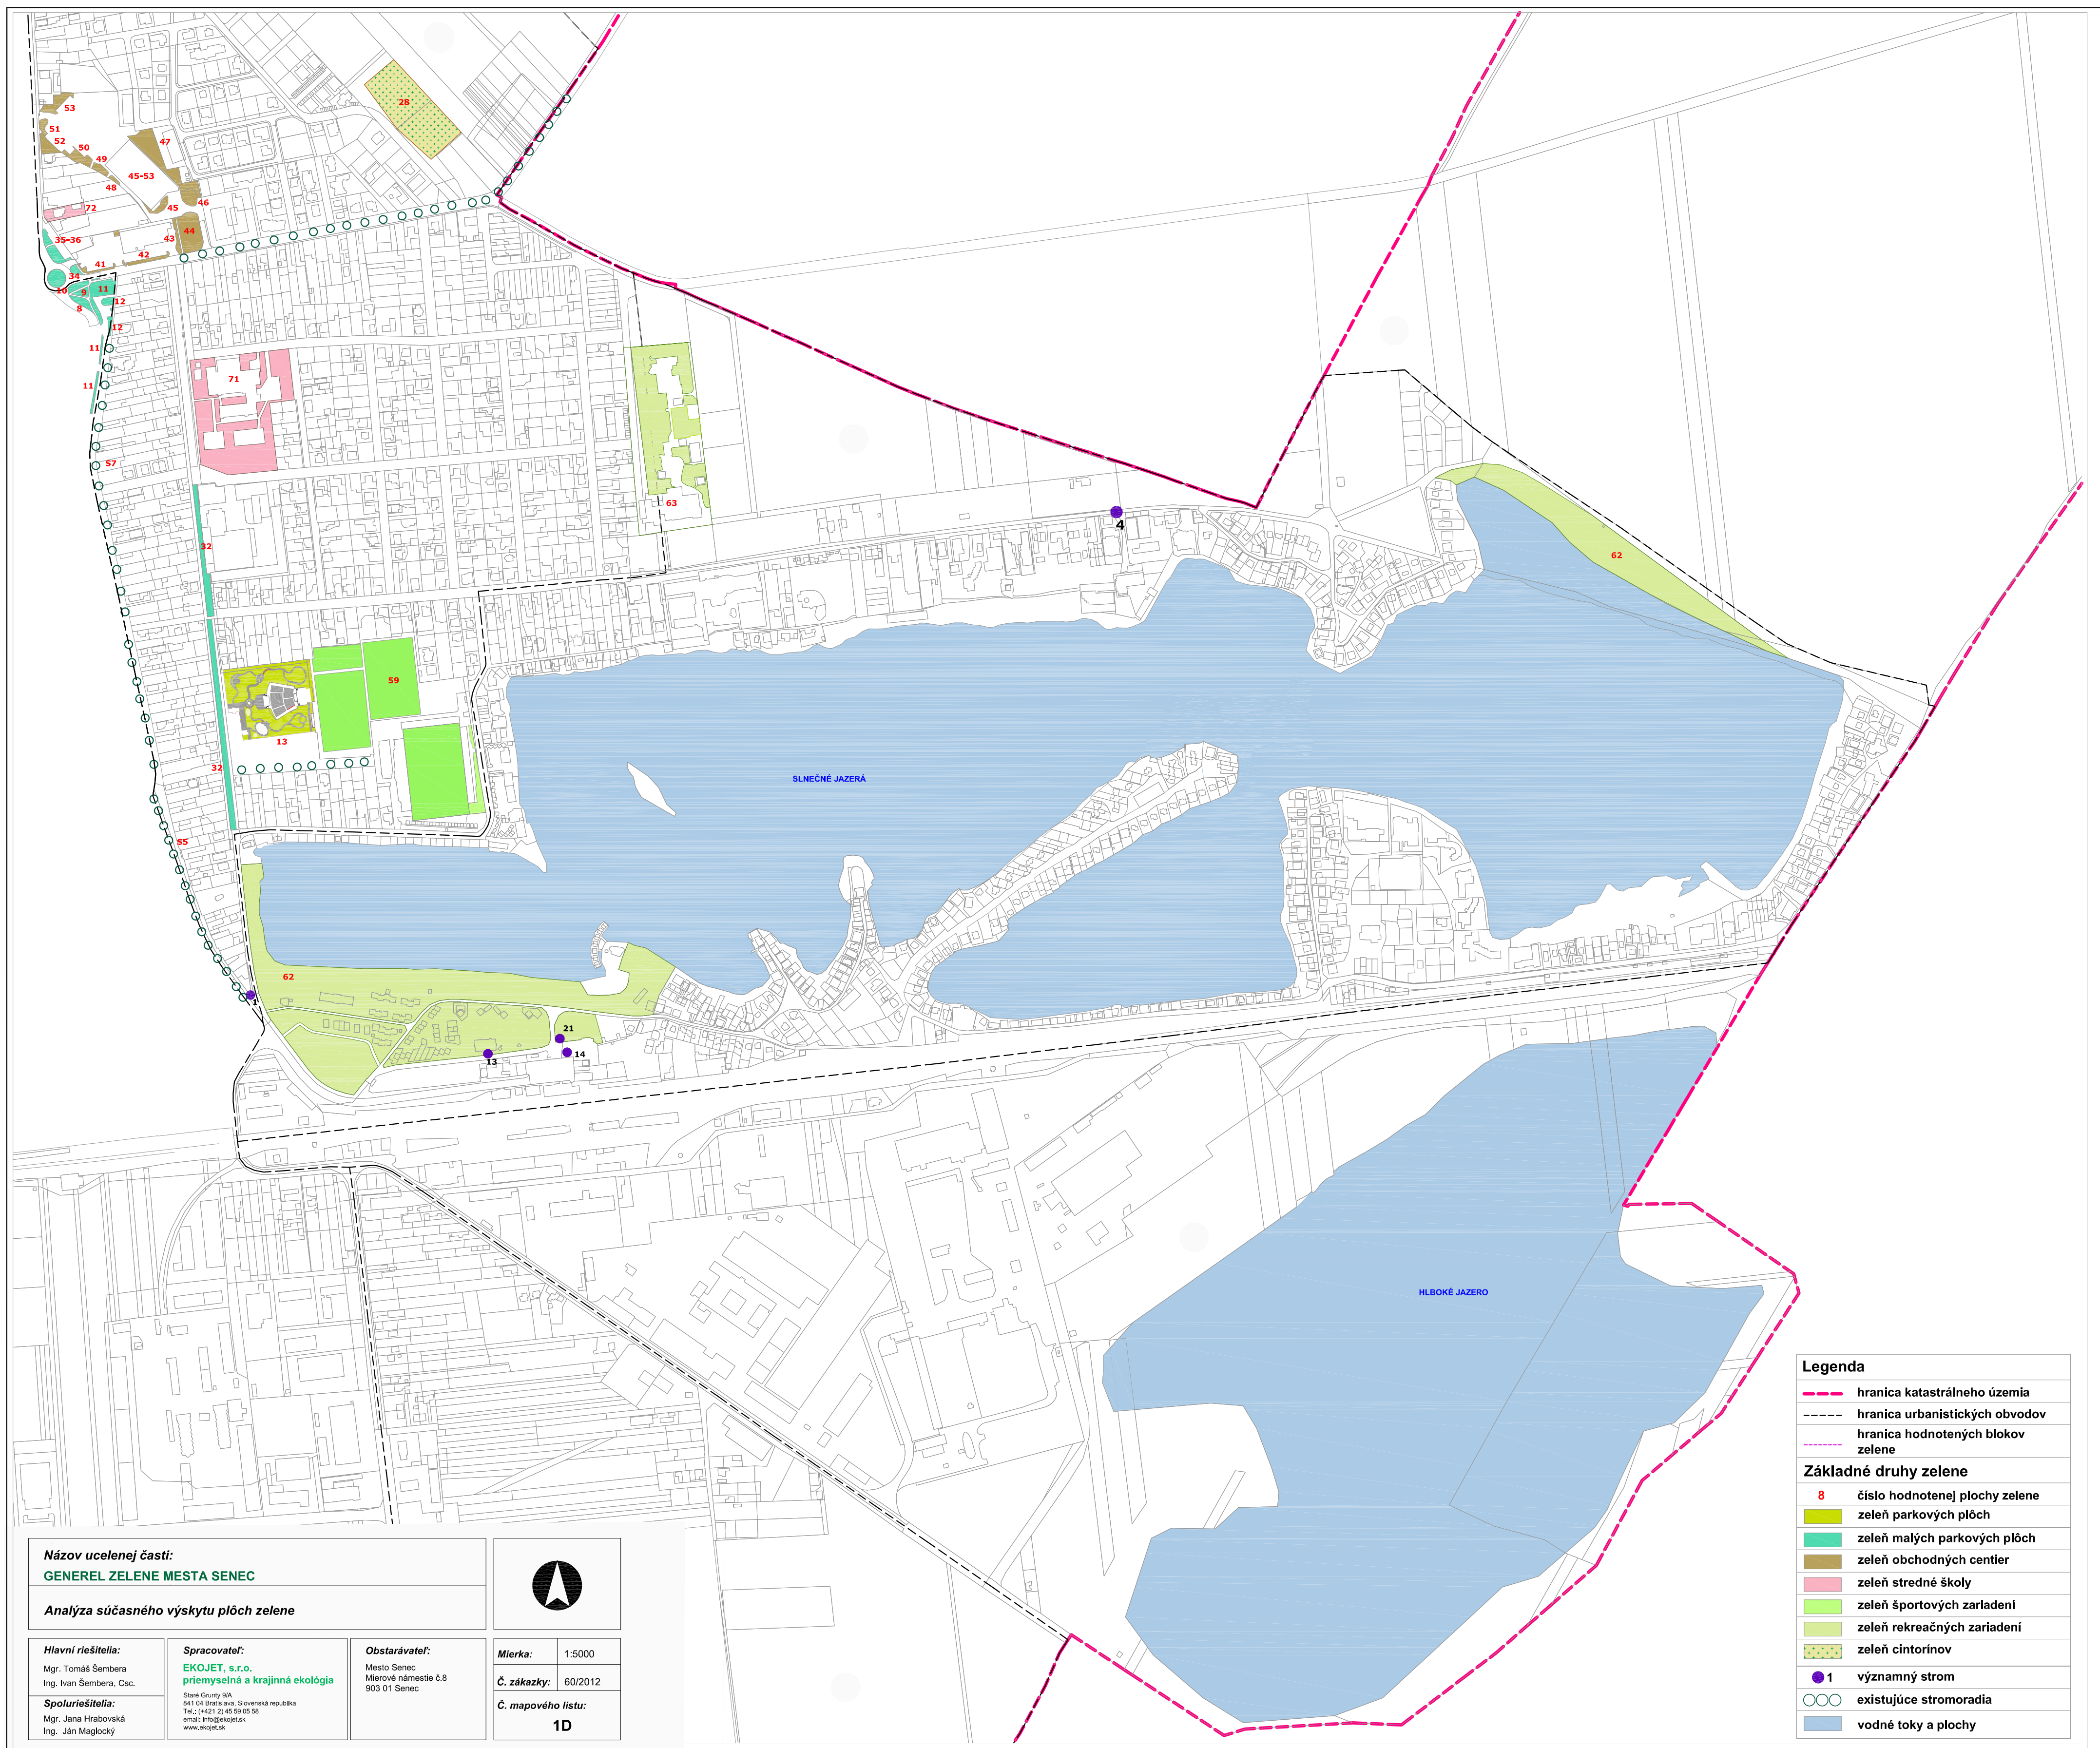 53
28
51
52
50
47
49
45-53
48
72
45
46
35-36
43
44
42
41
34
10
9
11
8
12
12
11
11
71
S7
63
4
62
32
59
13
SLNEČNÉ JAZERÁ
32
S5
62
1
21
13
14
HLBOKÉ JAZERO
Legenda
hranica katastrálneho územia
hranica urbanistických obvodov
hranica hodnotených blokov
zelene
Základné druhy zelene
8 číslo hodnotenej plochy zelene
zeleň parkových plôch
zeleň malých parkových plôch
zeleň obchodných centier
zeleň stredné školy
zeleň športových zariadení
zeleň rekreačných zariadení
zeleň cintorínov
1 významný strom
existujúce stromoradia
vodné toky a plochy
Názov ucelenej časti:
GENEREL ZELENE MESTA SENEC
Analýza súčasného výskytu plôch zelene
Hlavní riešitelia:
Mgr. Tomáš Šembera
Ing. Ivan Šembera, Csc.
Spoluriešitelia:
Mgr. Jana Hrabovská
Ing. Ján Maglocký
Spracovateľ:
EKOJET, s.r.o.
priemyselná a krajinná ekológia
Staré Grunty 9/A
841 04 Bratislava, Slovenská republika
Tel.: (+421 2) 45 59 05 58
email: info@ekojet.sk
www.ekojet.sk
Obstarávateľ:
Mesto Senec
Mierové námestie č.8
903 01 Senec
Mierka: 1:5000
Č. zákazky: 60/2012
Č. mapového listu:
1D